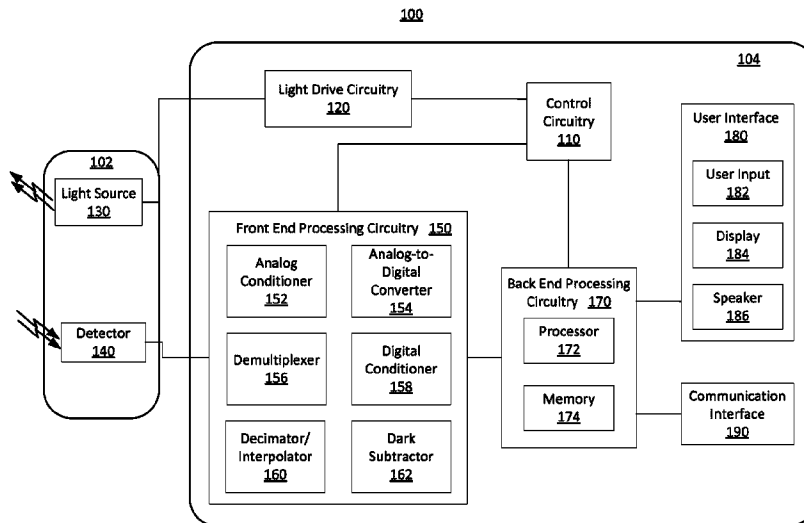 100
104
Light Drive Circuitry
120
Control
Circuitry
110
User Interface
180
User Input
182
Display
184
Speaker
186
102
Light Source
130
Detector
140
Front End Processing Circuitry 150
Analog
Conditioner
152
Analog-to-
Digital
Converter
154
Demultiplexer
156
Digital
Conditioner
158
Decimator/
Interpolator
160
Dark
Subtractor
162
Back End Processing
Circuitry 170
Processor
172
Memory
174
Communication
Interface
190